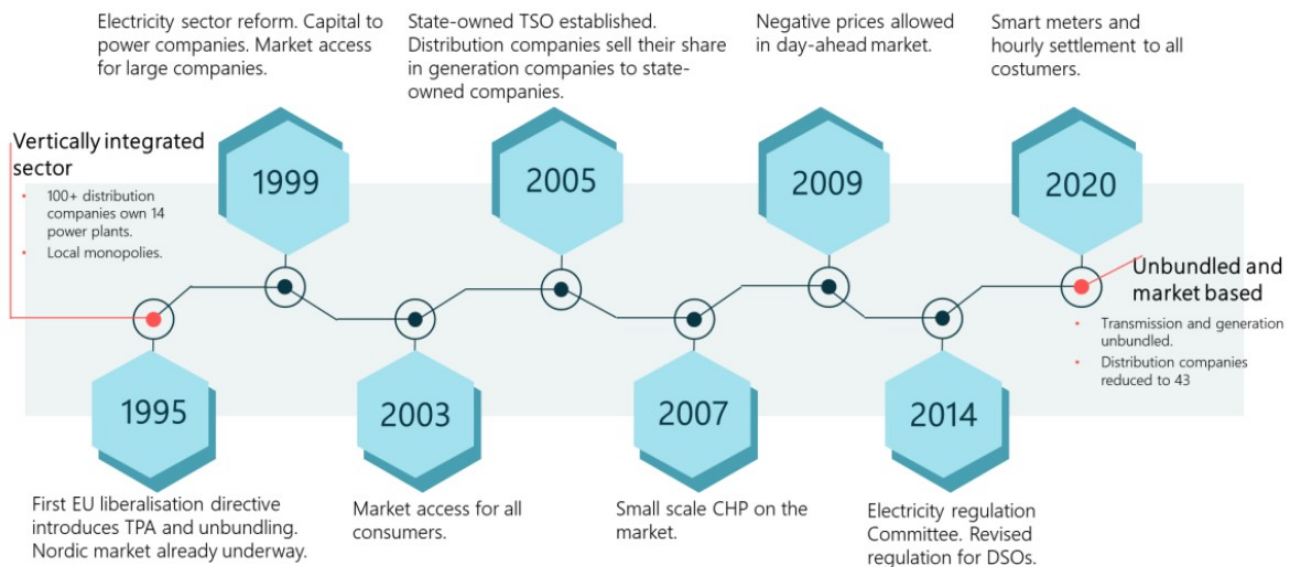 Electricity sector reform. Capital to
power companies. Market access
for large companies.
State-owned TSO established.
Distribution companies sell their share
in generation companies to state-
owned companies.
Negative prices allowed
in day-ahead market.
Smart meters and
hourly settlement to all
costumers.
Vertically integrated
sector
• 100+ distribution
companies own 14
power plants.
• Local monopolies.
1999
2005
2009
2020
Unbundled and
market based
• Transmission and generation
unbundled.
• Distribution companies
reduced to 43
1995
2003
2007
2014
First EU liberalisation directive
introduces TPA and unbundling.
Nordic market already underway.
Market access for all
consumers.
Small scale CHP on the
market.
Electricity regulation
Committee. Revised
regulation for DSOs.